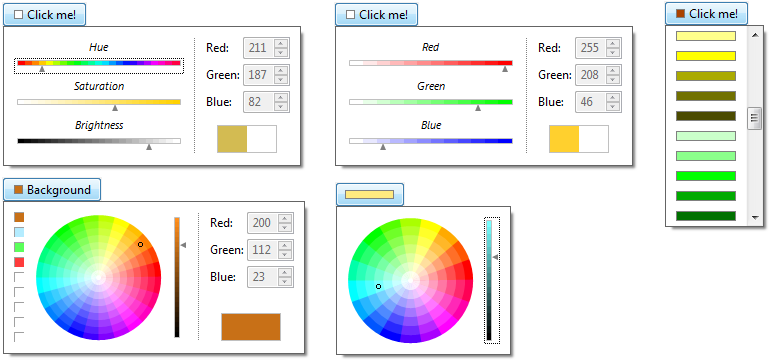 Click me!
Hue
Saturation
Brightness
Red: 211
Green: 187
Blue: 82
Click me!
Red
Green
Blue
Red: 255
Green: 208
Blue: 46
Click me!
Background
Red: 200
Green: 112
Blue: 23